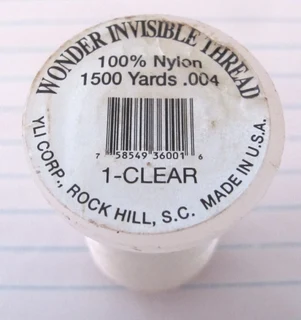 WONDER INVISIBLE THREAD
100% Nylon
1500 Yards .004
7 58549 36001 6
1-CLEAR
YLI CORP., ROCK HILL, S.C. MADE IN U.S.A.